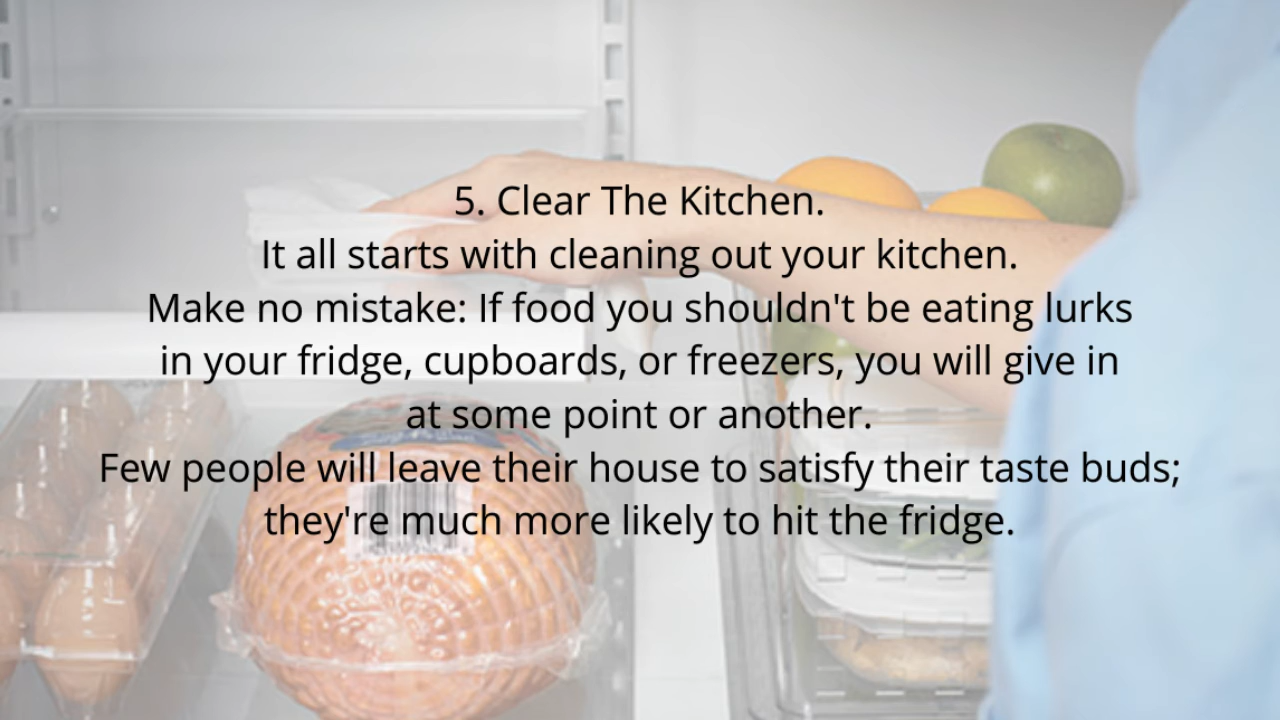 5. Clear The Kitchen.
It all starts with cleaning out your kitchen.
Make no mistake: If food you shouldn't be eating lurks
in your fridge, cupboards, or freezers, you will give in
at some point or another.
Few people will leave their house to satisfy their taste buds;
they're much more likely to hit the fridge.